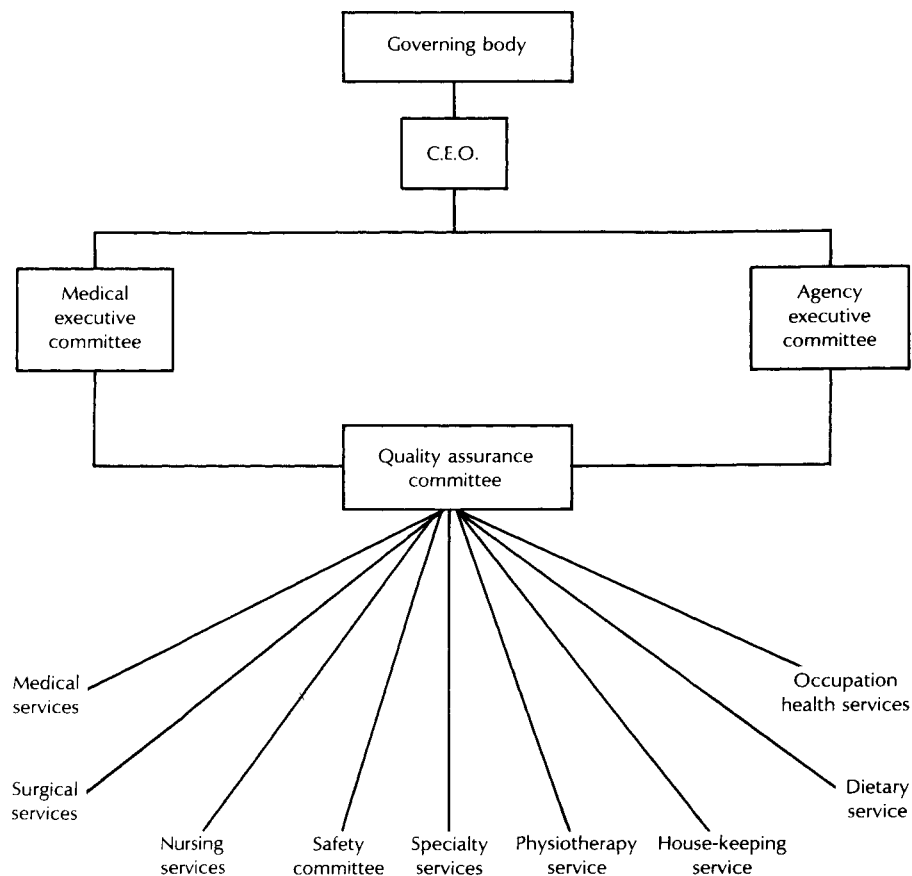 Governing body
C.E.O.
Medical
executive
committee
Agency
executive
committee
Quality assurance
committee
Medical
services
Occupation
health services
Surgical
services
Dietary
service
Nursing
services
Safety
committee
Specialty
services
Physiotherapy
service
House-keeping
service